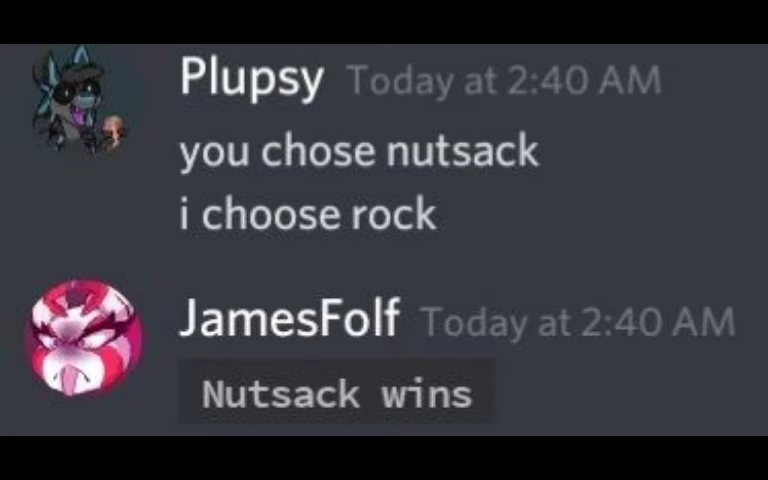 Plupsy Today at 2:40 AM
you chose nutsack
i choose rock
JamesFolf Today at 2:40 AM
Nutsack wins